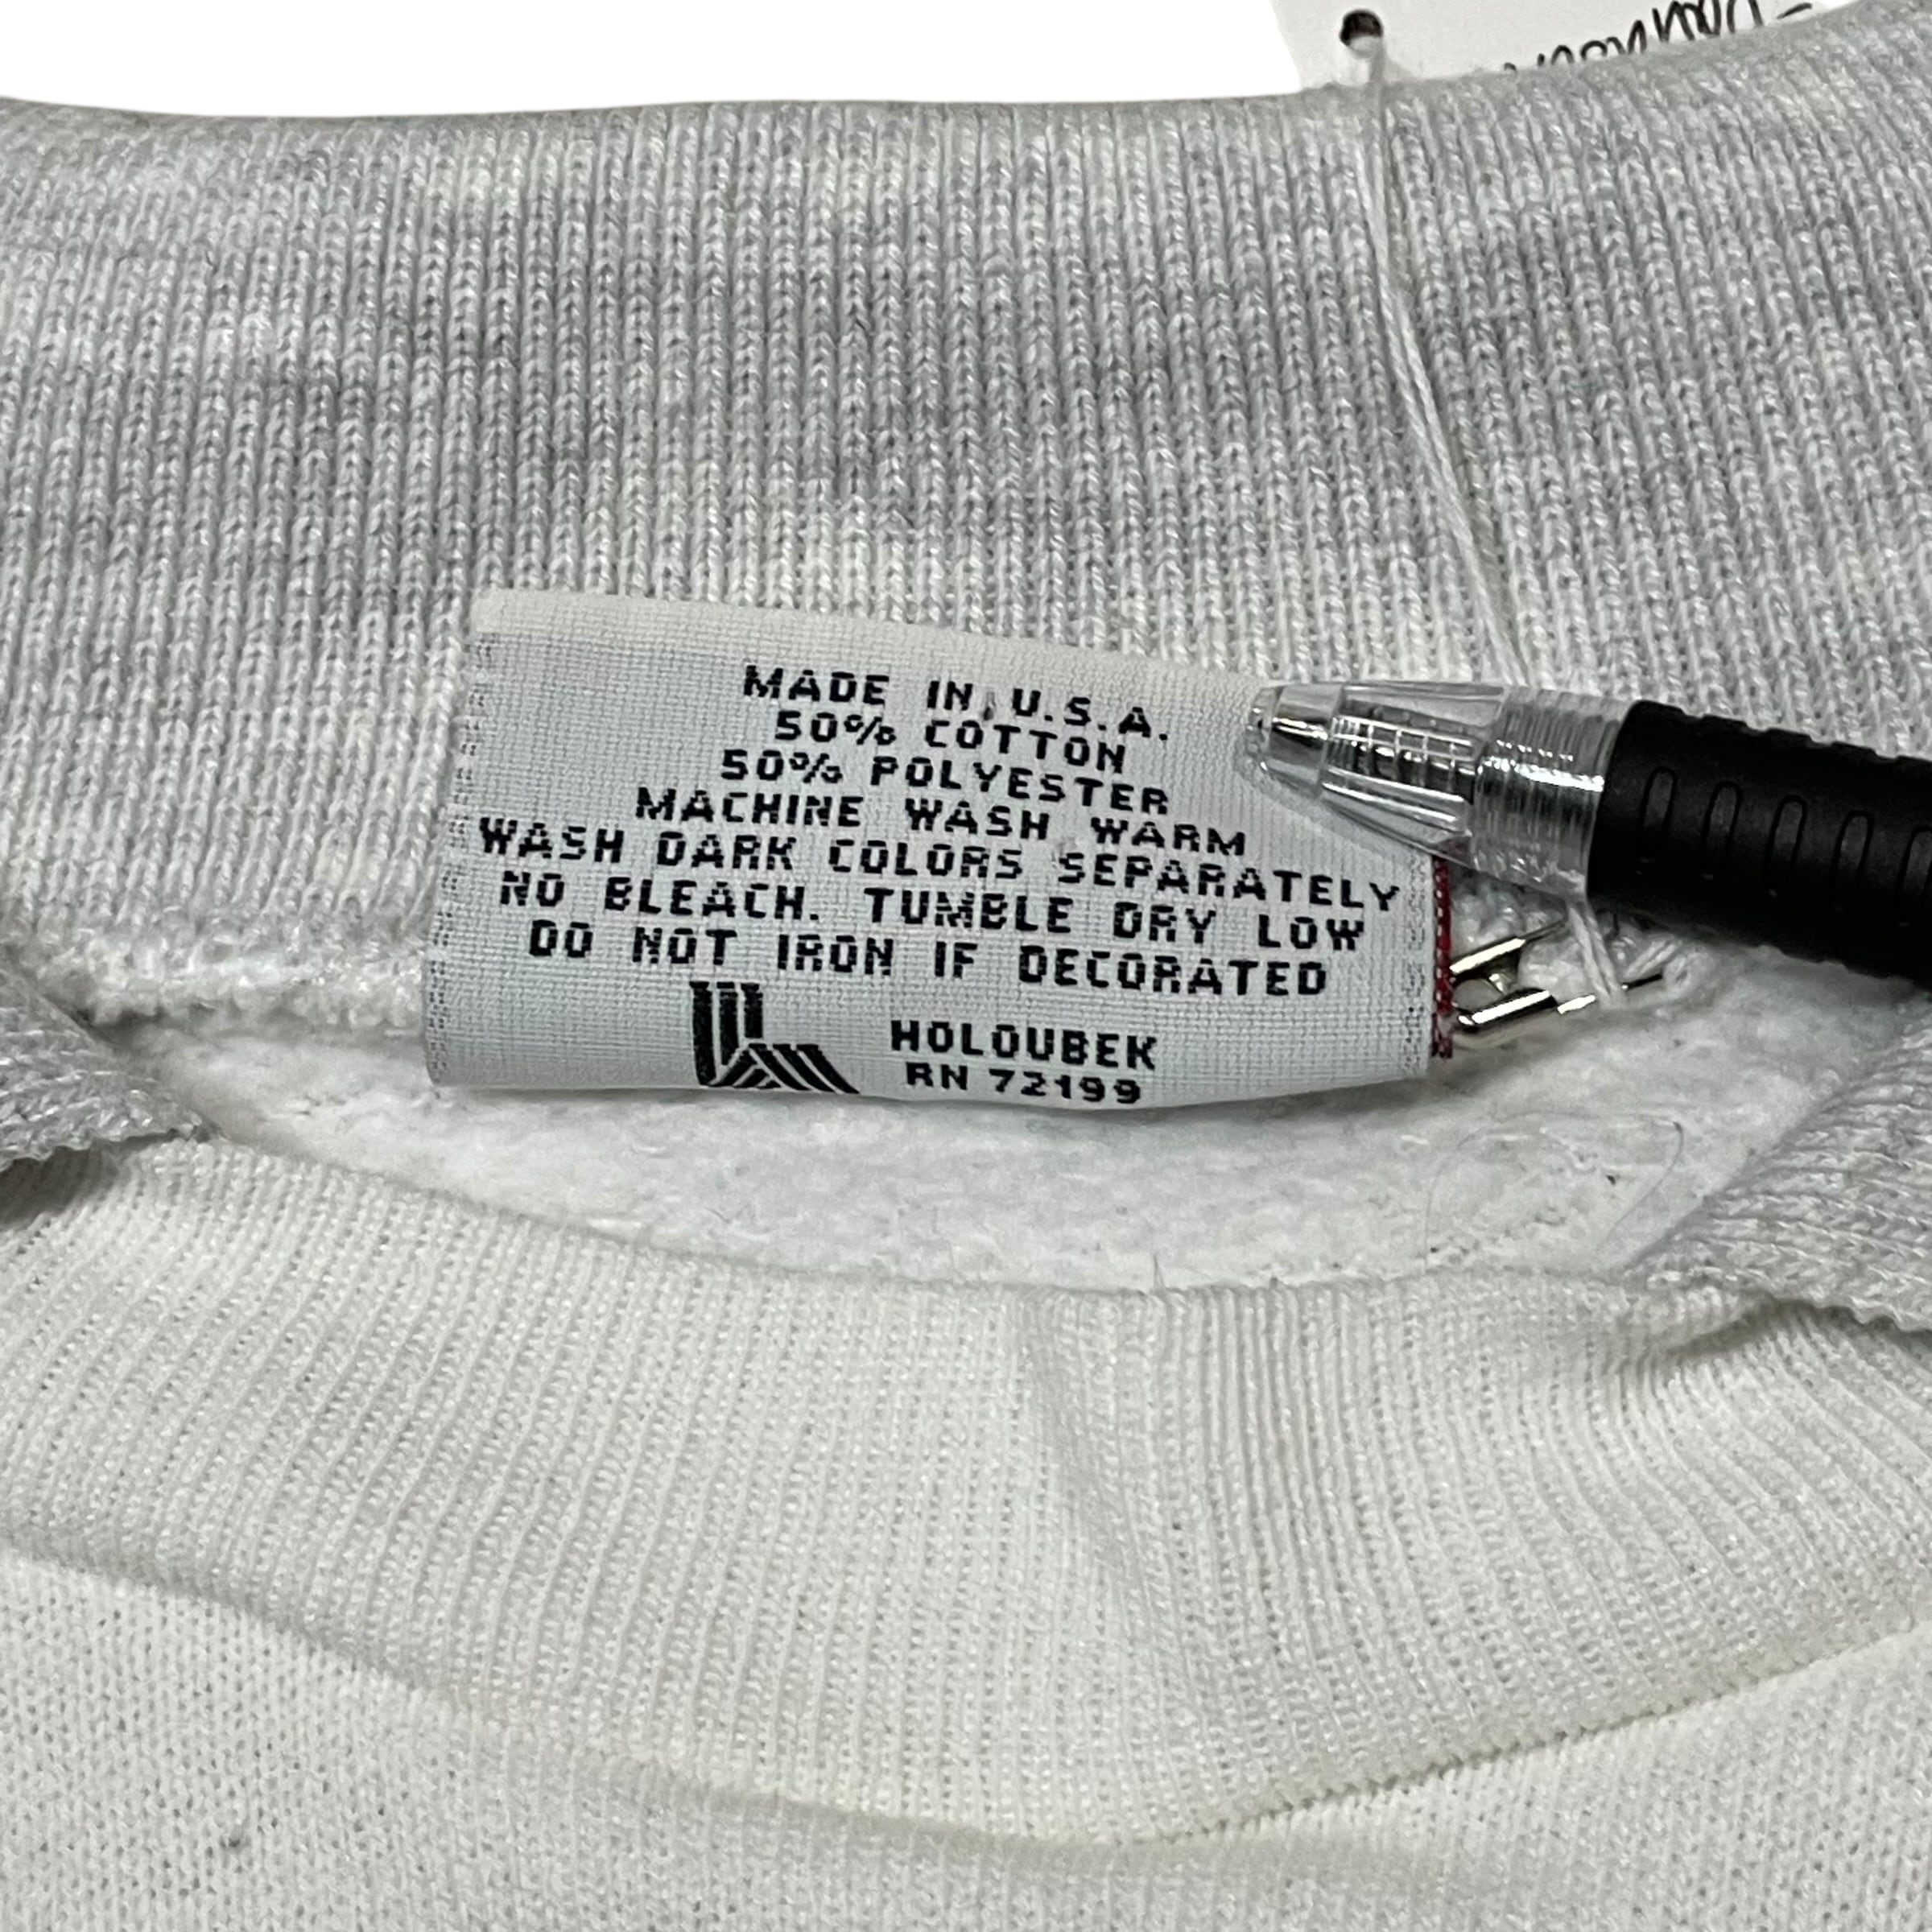 MADE IN U.S.A.
50% COTTON
50% POLYESTER
MACHINE WASH WARM
WASH DARK COLORS SEPARATELY
NO BLEACH. TUMBLE DRY LOW
DO NOT IRON IF DECORATED
HOLOUBEK
RN 72199